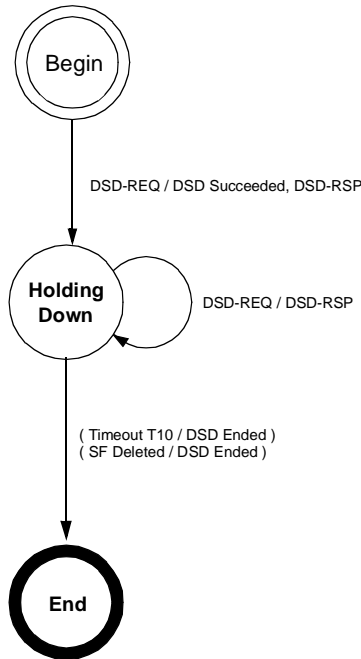 Begin
DSD-REQ / DSD Succeeded, DSD-RSP
Holding
Down
DSD-REQ / DSD-RSP
( Timeout T10 / DSD Ended )
( SF Deleted / DSD Ended )
End